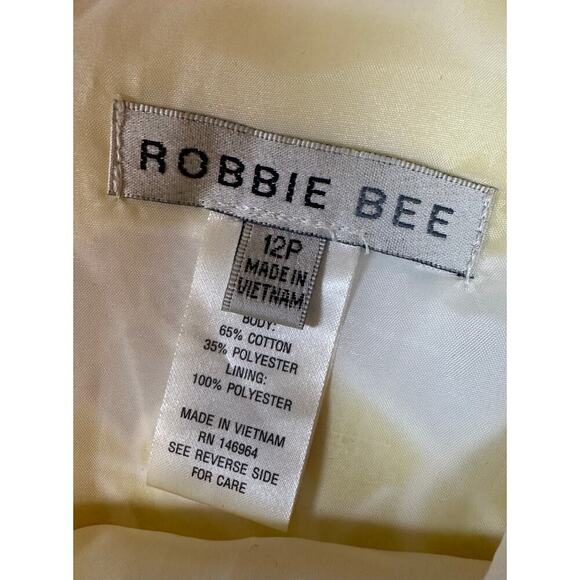 ROBBIE BEE
12P
MADE IN
VIETNAM
BODY:
65% COTTON
35% POLYESTER
LINING:
100% POLYESTER
MADE IN VIETNAM
RN 146964
SEE REVERSE SIDE
FOR CARE